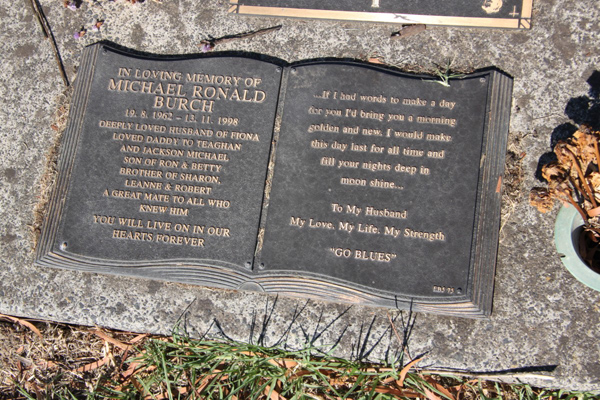 IN LOVING MEMORY OF
MICHAEL RONALD
BURCH
19. 8. 1962 - 13. 11. 1998
DEEPLY LOVED HUSBAND OF FIONA
LOVED DADDY TO TEAGHAN
AND JACKSON MICHAEL
SON OF RON & BETTY
BROTHER OF SHARON,
LEANNE & ROBERT
A GREAT MATE TO ALL WHO
KNEW HIM
YOU WILL LIVE ON IN OUR
HEARTS FOREVER
...If I had words to make a day
for you I'd bring you a morning
golden and new, I would make
this day last for all time and
fill your nights deep in
moon shine...
To My Husband
My Love, My Life, My Strength
"GO BLUES"